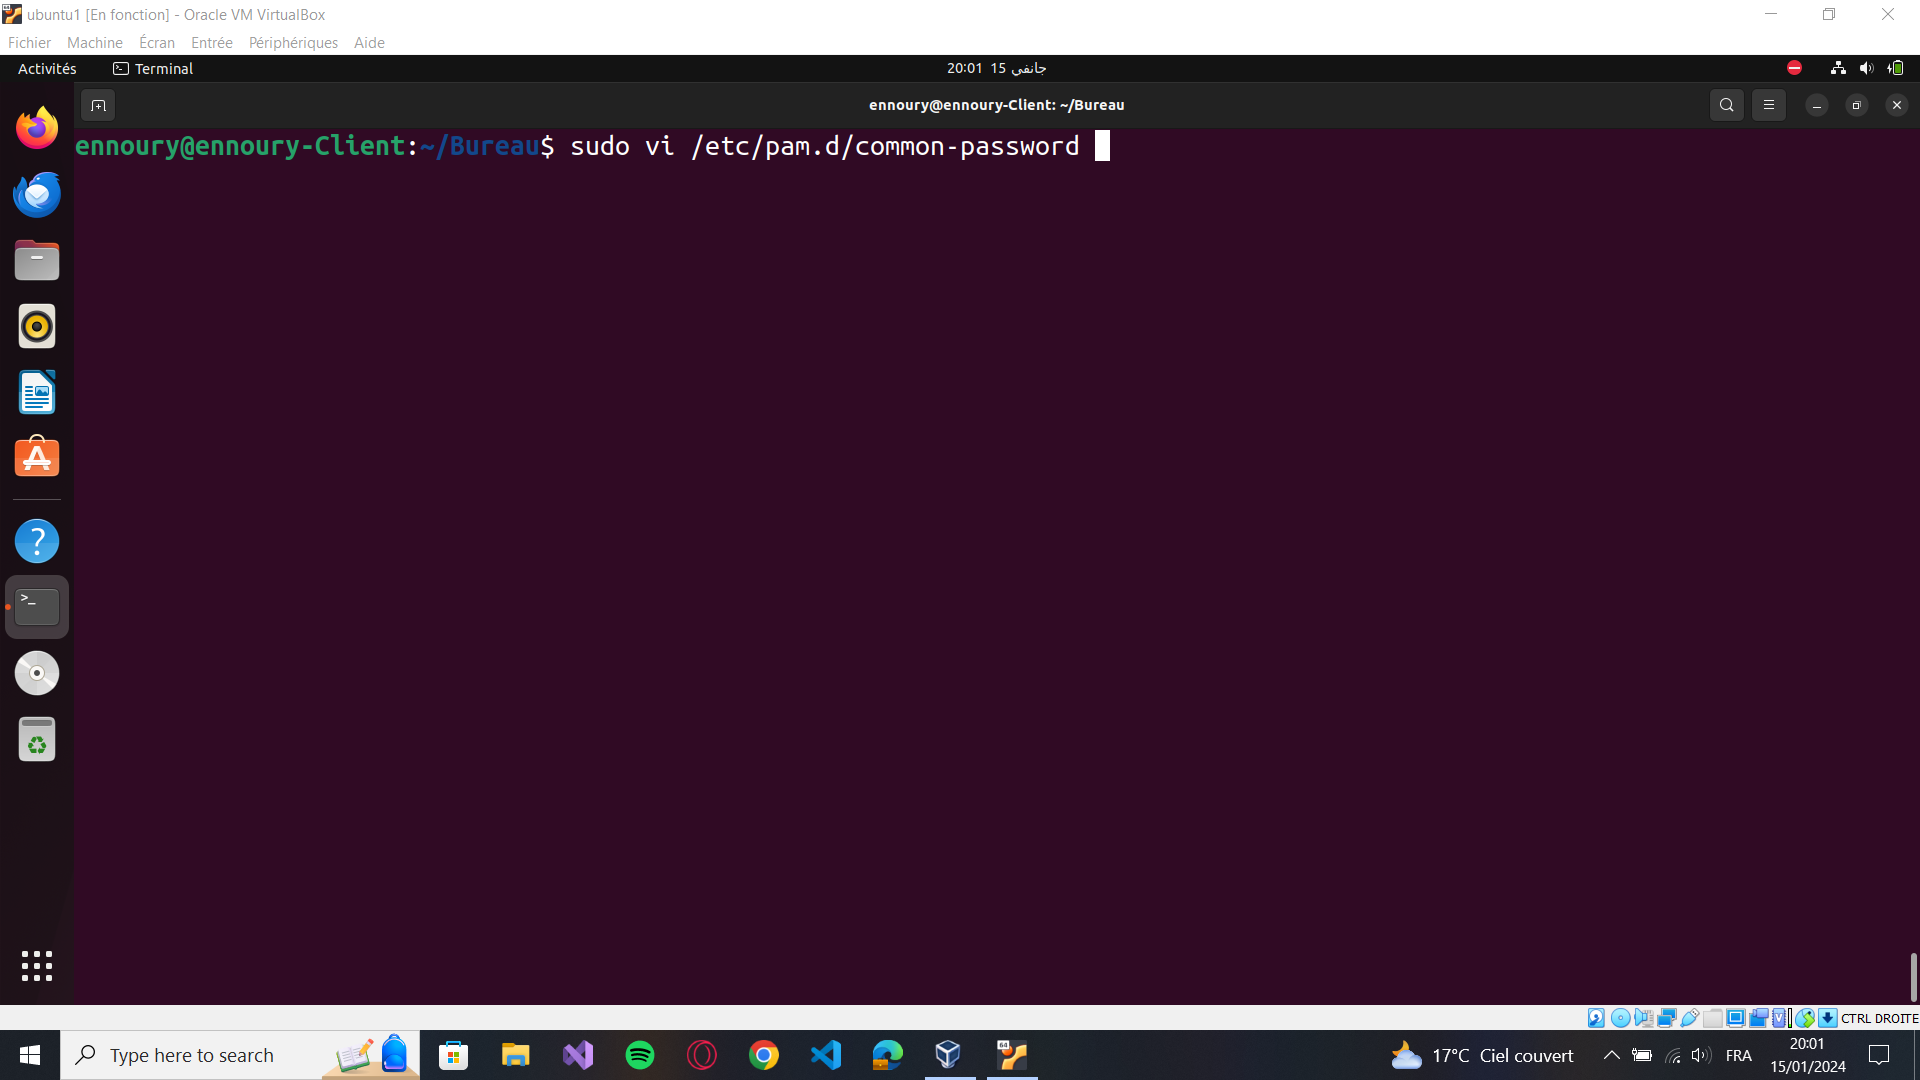 ubuntu1 [En fonction] - Oracle VM VirtualBox
Fichier Machine Écran Entrée Périphériques Aide
Activités Terminal 20:01 15 جانفي
ennoury@ennoury-Client: ~/Bureau
ennoury@ennoury-Client:~/Bureau$ sudo vi /etc/pam.d/common-password
CTRL DROITE
Type here to search 17°C Ciel couvert FRA 20:01
15/01/2024